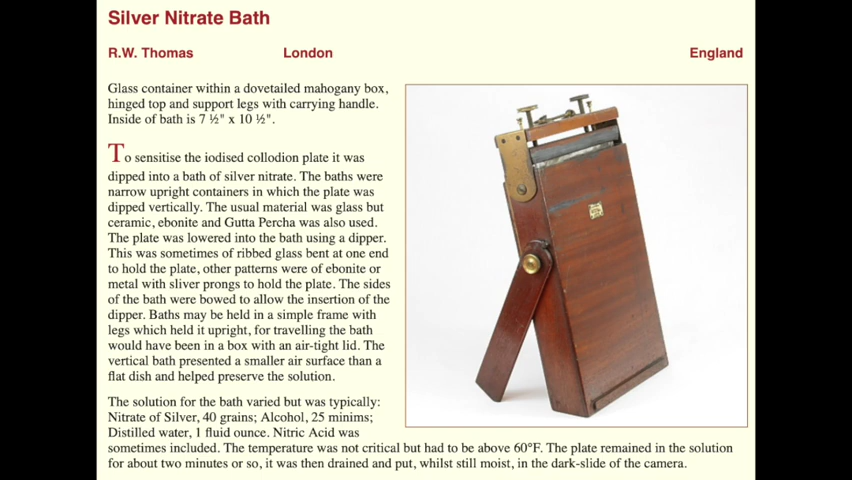 Silver Nitrate Bath
R.W. Thomas London England
Glass container within a dovetailed mahogany box,
hinged top and support legs with carrying handle.
Inside of bath is 7 ½" x 10 ½".
To sensitise the iodised collodion plate it was
dipped into a bath of silver nitrate. The baths were
narrow upright containers in which the plate was
dipped vertically. The usual material was glass but
ceramic, ebonite and Gutta Percha was also used.
The plate was lowered into the bath using a dipper.
This was sometimes of ribbed glass bent at one end
to hold the plate, other patterns were of ebonite or
metal with sliver prongs to hold the plate. The sides
of the bath were bowed to allow the insertion of the
dipper. Baths may be held in a simple frame with
legs which held it upright, for travelling the bath
would have been in a box with an air-tight lid. The
vertical bath presented a smaller air surface than a
flat dish and helped preserve the solution.
The solution for the bath varied but was typically:
Nitrate of Silver, 40 grains; Alcohol, 25 minims;
Distilled water, 1 fluid ounce. Nitric Acid was
sometimes included. The temperature was not critical but had to be above 60°F. The plate remained in the solution
for about two minutes or so, it was then drained and put, whilst still moist, in the dark-slide of the camera.